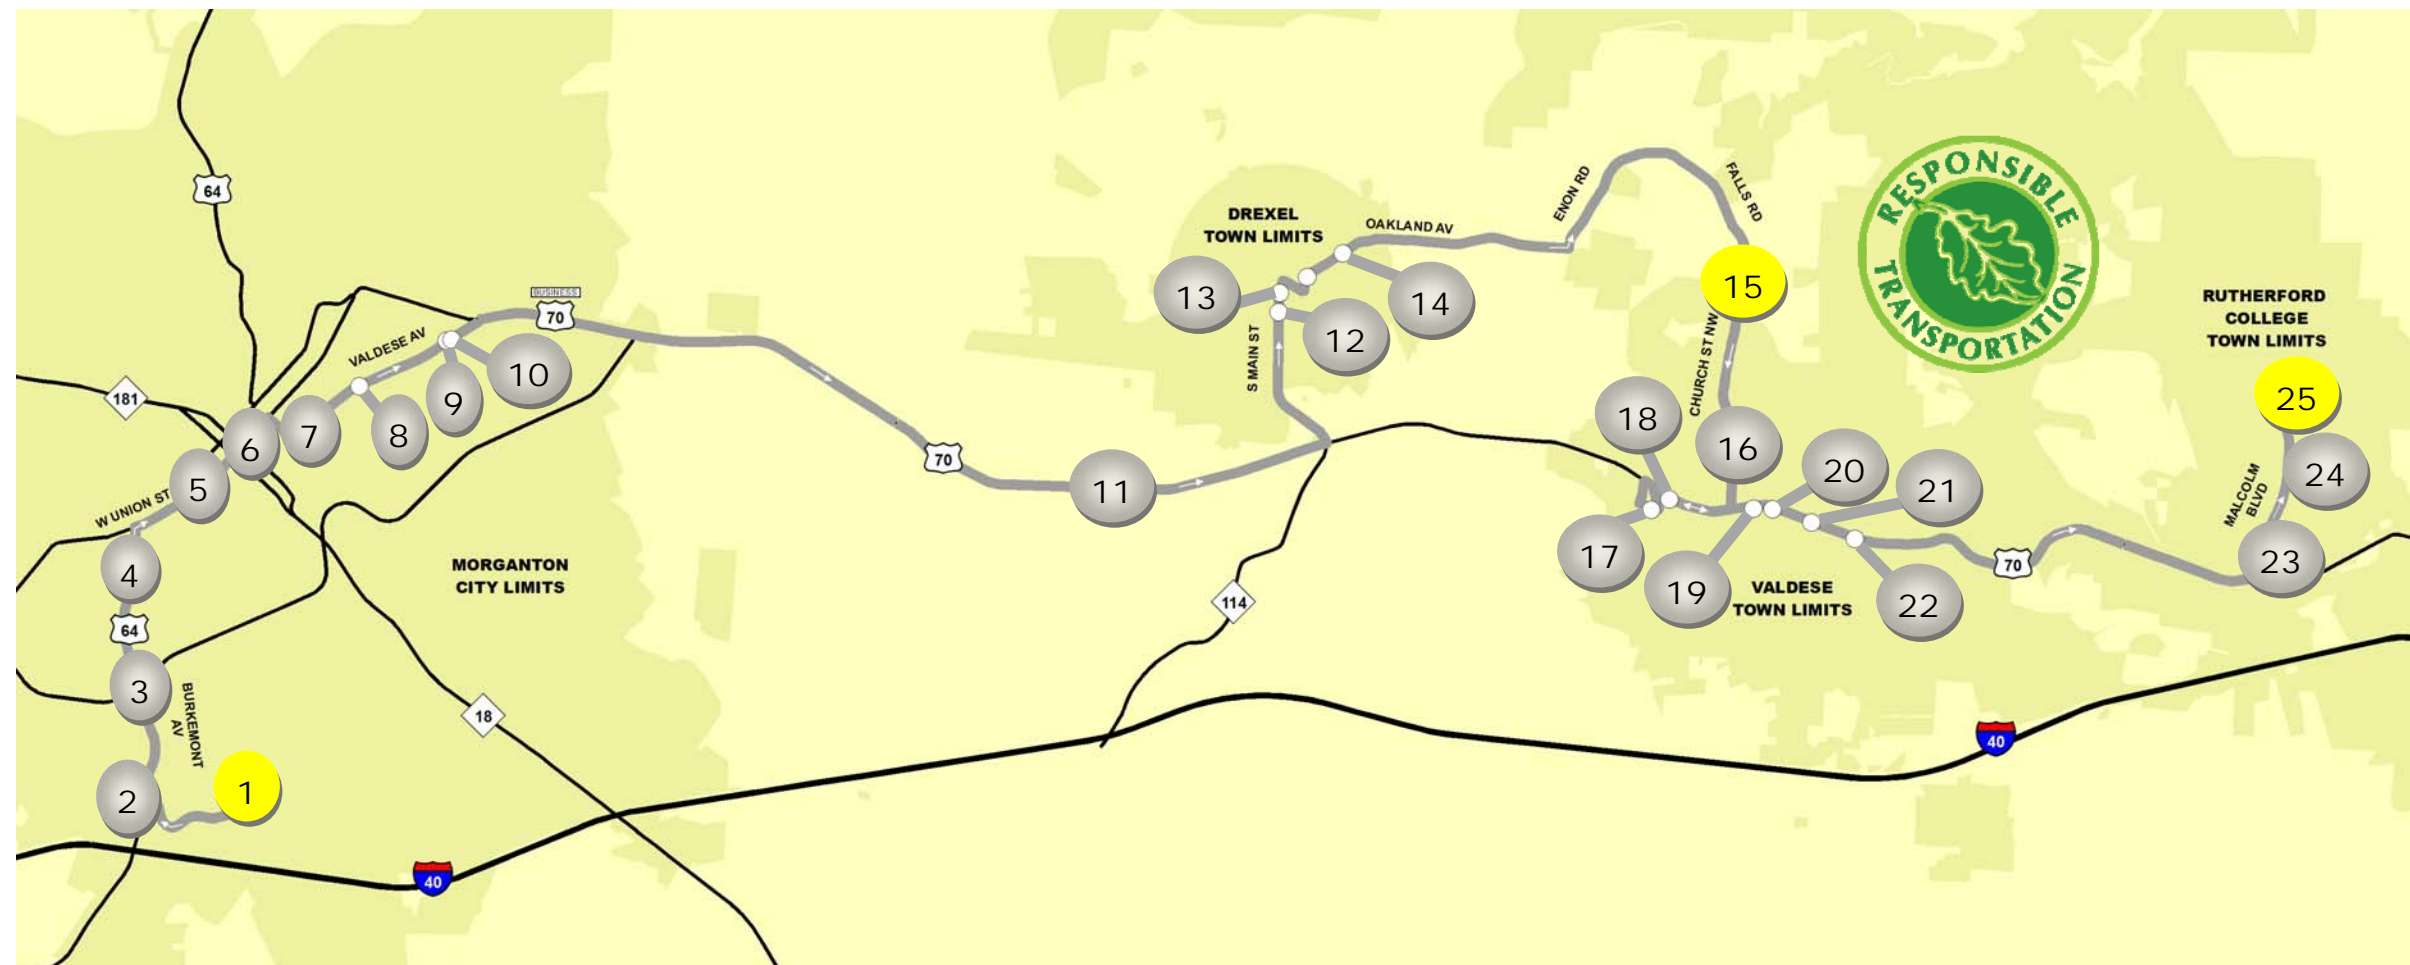 64
181
BUSINESS
70
VALDESE AV
10
9
8
7
6
5
W UNION ST
4
64
3
BURKEMONT
AV
2
1
MORGANTON
CITY LIMITS
18
40
70
11
DREXEL
TOWN LIMITS
13
12
14
S MAIN ST
OAKLAND AV
ENON RD
FALLS RD
15
CHURCH ST NW
114
18
16
17
19
20
21
22
VALDESE
TOWN LIMITS
70
40
RESPONSIBLE
TRANSPORTATION
RUTHERFORD
COLLEGE
TOWN LIMITS
25
24
MALCOLM
BLVD
23